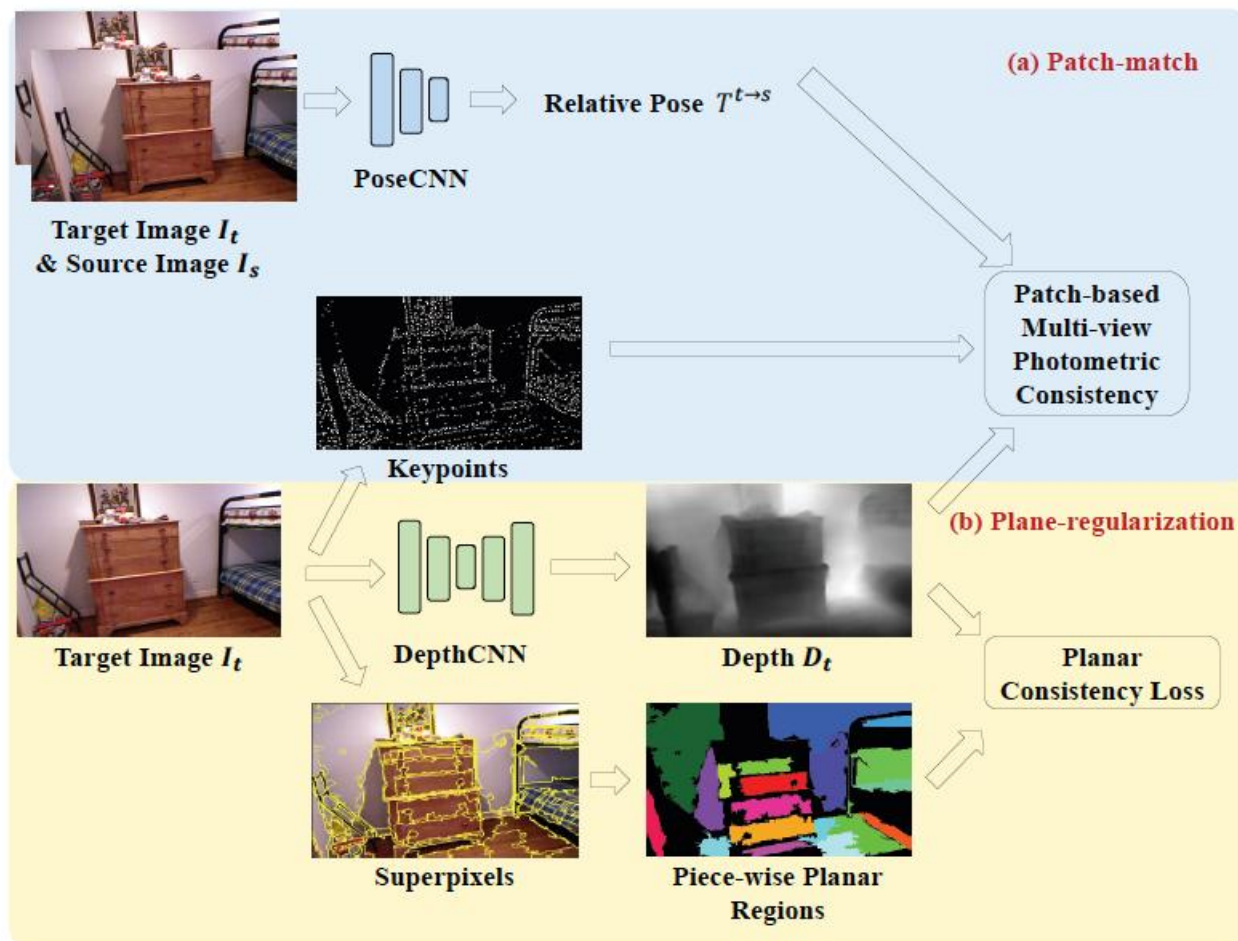 (a) Patch-match
Relative Pose T^{t→s}
PoseCNN
Target Image I_t
& Source Image I_s
Patch-based
Multi-view
Photometric
Consistency
Keypoints
(b) Plane-regularization
Target Image I_t
DepthCNN
Depth D_t
Planar
Consistency Loss
Superpixels
Piece-wise Planar
Regions